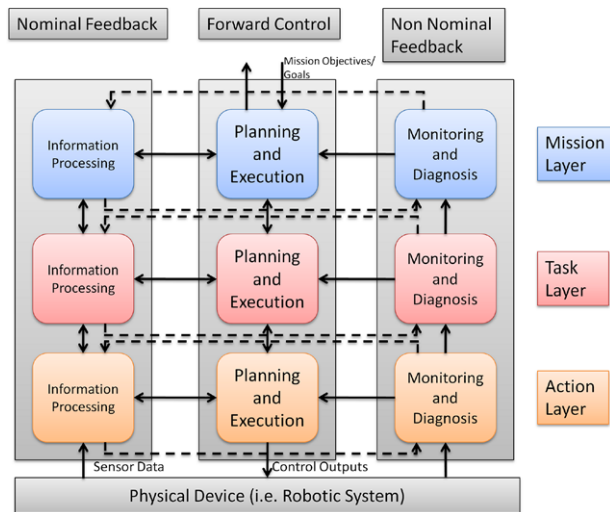 Nominal Feedback
Forward Control
Non Nominal
Feedback
Mission Objectives/
Goals
Information
Processing
Planning
and
Execution
Monitoring
and
Diagnosis
Mission
Layer
Information
Processing
Planning
and
Execution
Monitoring
and
Diagnosis
Task
Layer
Information
Processing
Planning
and
Execution
Monitoring
and
Diagnosis
Action
Layer
Sensor Data
Control Outputs
Physical Device (i.e. Robotic System)